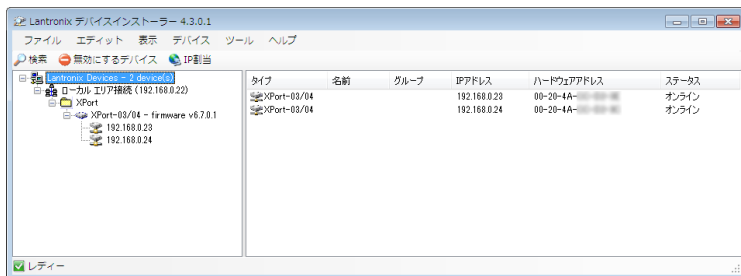 Lantronix デバイスインストーラー 4.3.0.1
ファイル エディット 表示 デバイス ツール ヘルプ
検索 無効にするデバイス IP割当
Lantronix Devices - 2 device(s)
ローカル エリア接続 (192.168.0.22)
XPort
XPort-03/04 - firmware v6.7.0.1
192.168.0.23
192.168.0.24
タイプ 名前 グループ IPアドレス ハードウェアアドレス ステータス
XPort-03/04 192.168.0.23 00-20-4A- オンライン
XPort-03/04 192.168.0.24 00-20-4A- オンライン
レディー